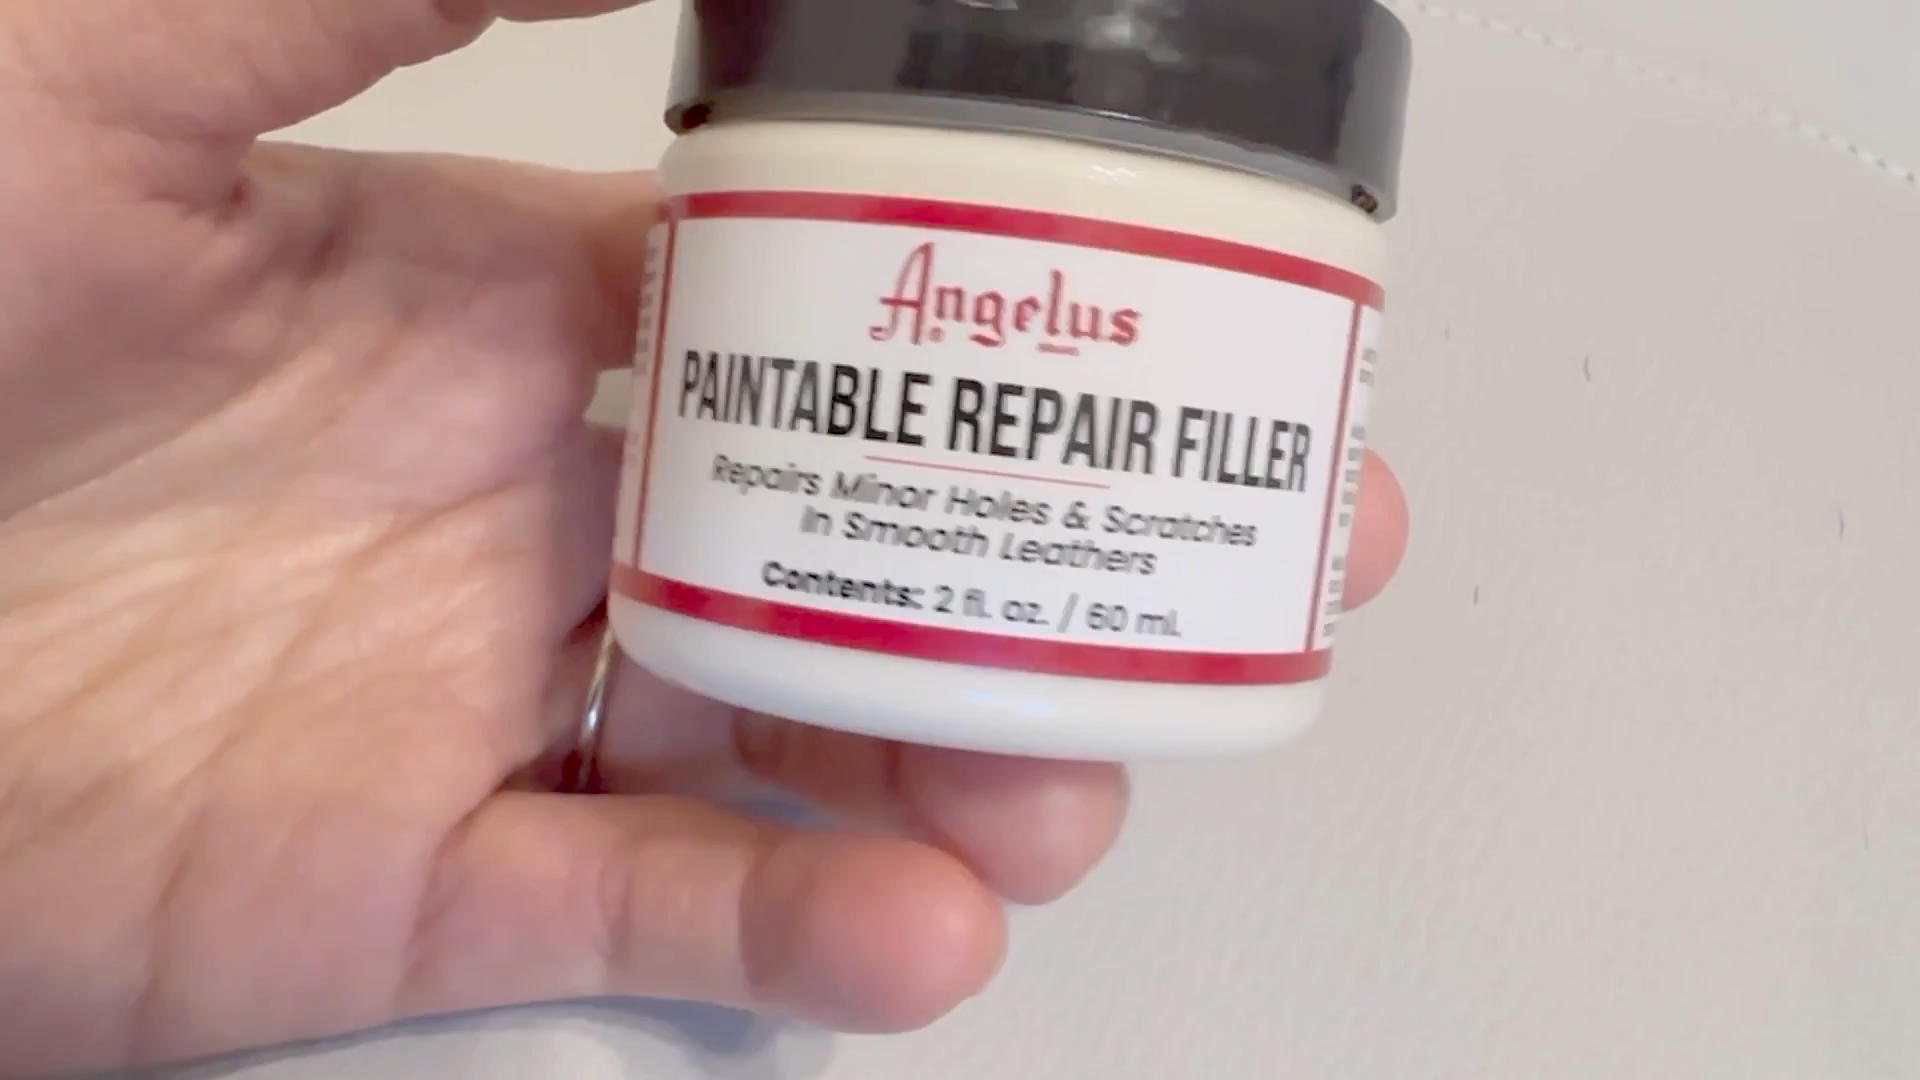 Angelus
PAINTABLE REPAIR FILLER
Repairs Minor Holes & Scratches
In Smooth Leathers
Contents: 2 fl. oz. / 60 ml.